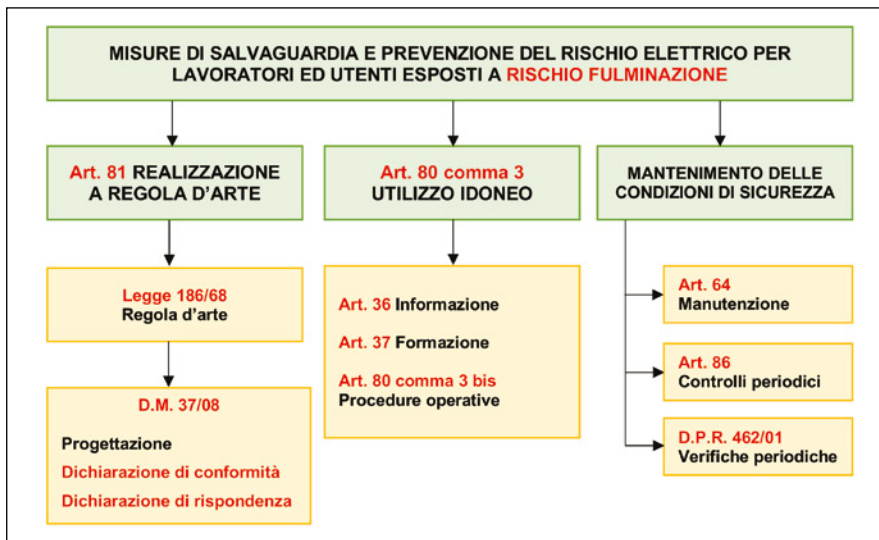 MISURE DI SALVAGUARDIA E PREVENZIONE DEL RISCHIO ELETTRICO PER
LAVORATORI ED UTENTI ESPOSTI A RISCHIO FULMINAZIONE
Art. 81 REALIZZAZIONE
A REGOLA D'ARTE
Legge 186/68
Regola d'arte
D.M. 37/08
Progettazione
Dichiarazione di conformità
Dichiarazione di rispondenza
Art. 80 comma 3
UTILIZZO IDONEO
Art. 36 Informazione
Art. 37 Formazione
Art. 80 comma 3 bis
Procedure operative
MANTENIMENTO DELLE
CONDIZIONI DI SICUREZZA
Art. 64
Manutenzione
Art. 86
Controlli periodici
D.P.R. 462/01
Verifiche periodiche